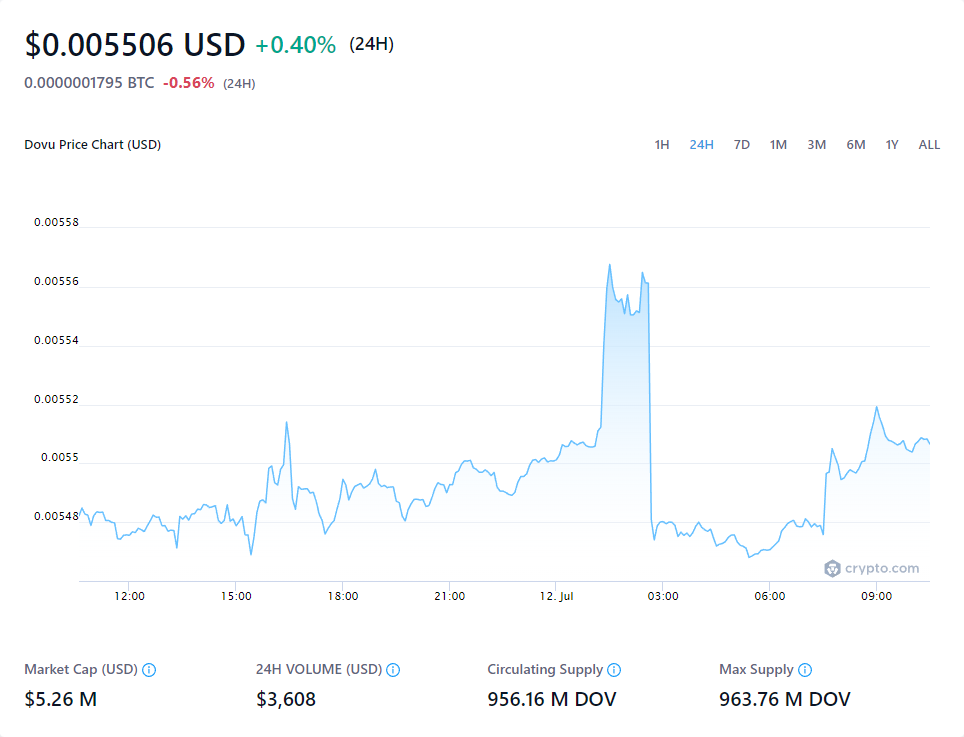 $0.005506 USD +0.40% (24H)
0.0000001795 BTC -0.56% (24H)
Dovu Price Chart (USD) 1H 24H 7D 1M 3M 6M 1Y ALL
0.00558
0.00556
0.00554
0.00552
0.0055
0.00548
crypto.com
12:00 15:00 18:00 21:00 12. Jul 03:00 06:00 09:00
Market Cap (USD) 24H VOLUME (USD) Circulating Supply Max Supply
$5.26 M $3,608 956.16 M DOV 963.76 M DOV